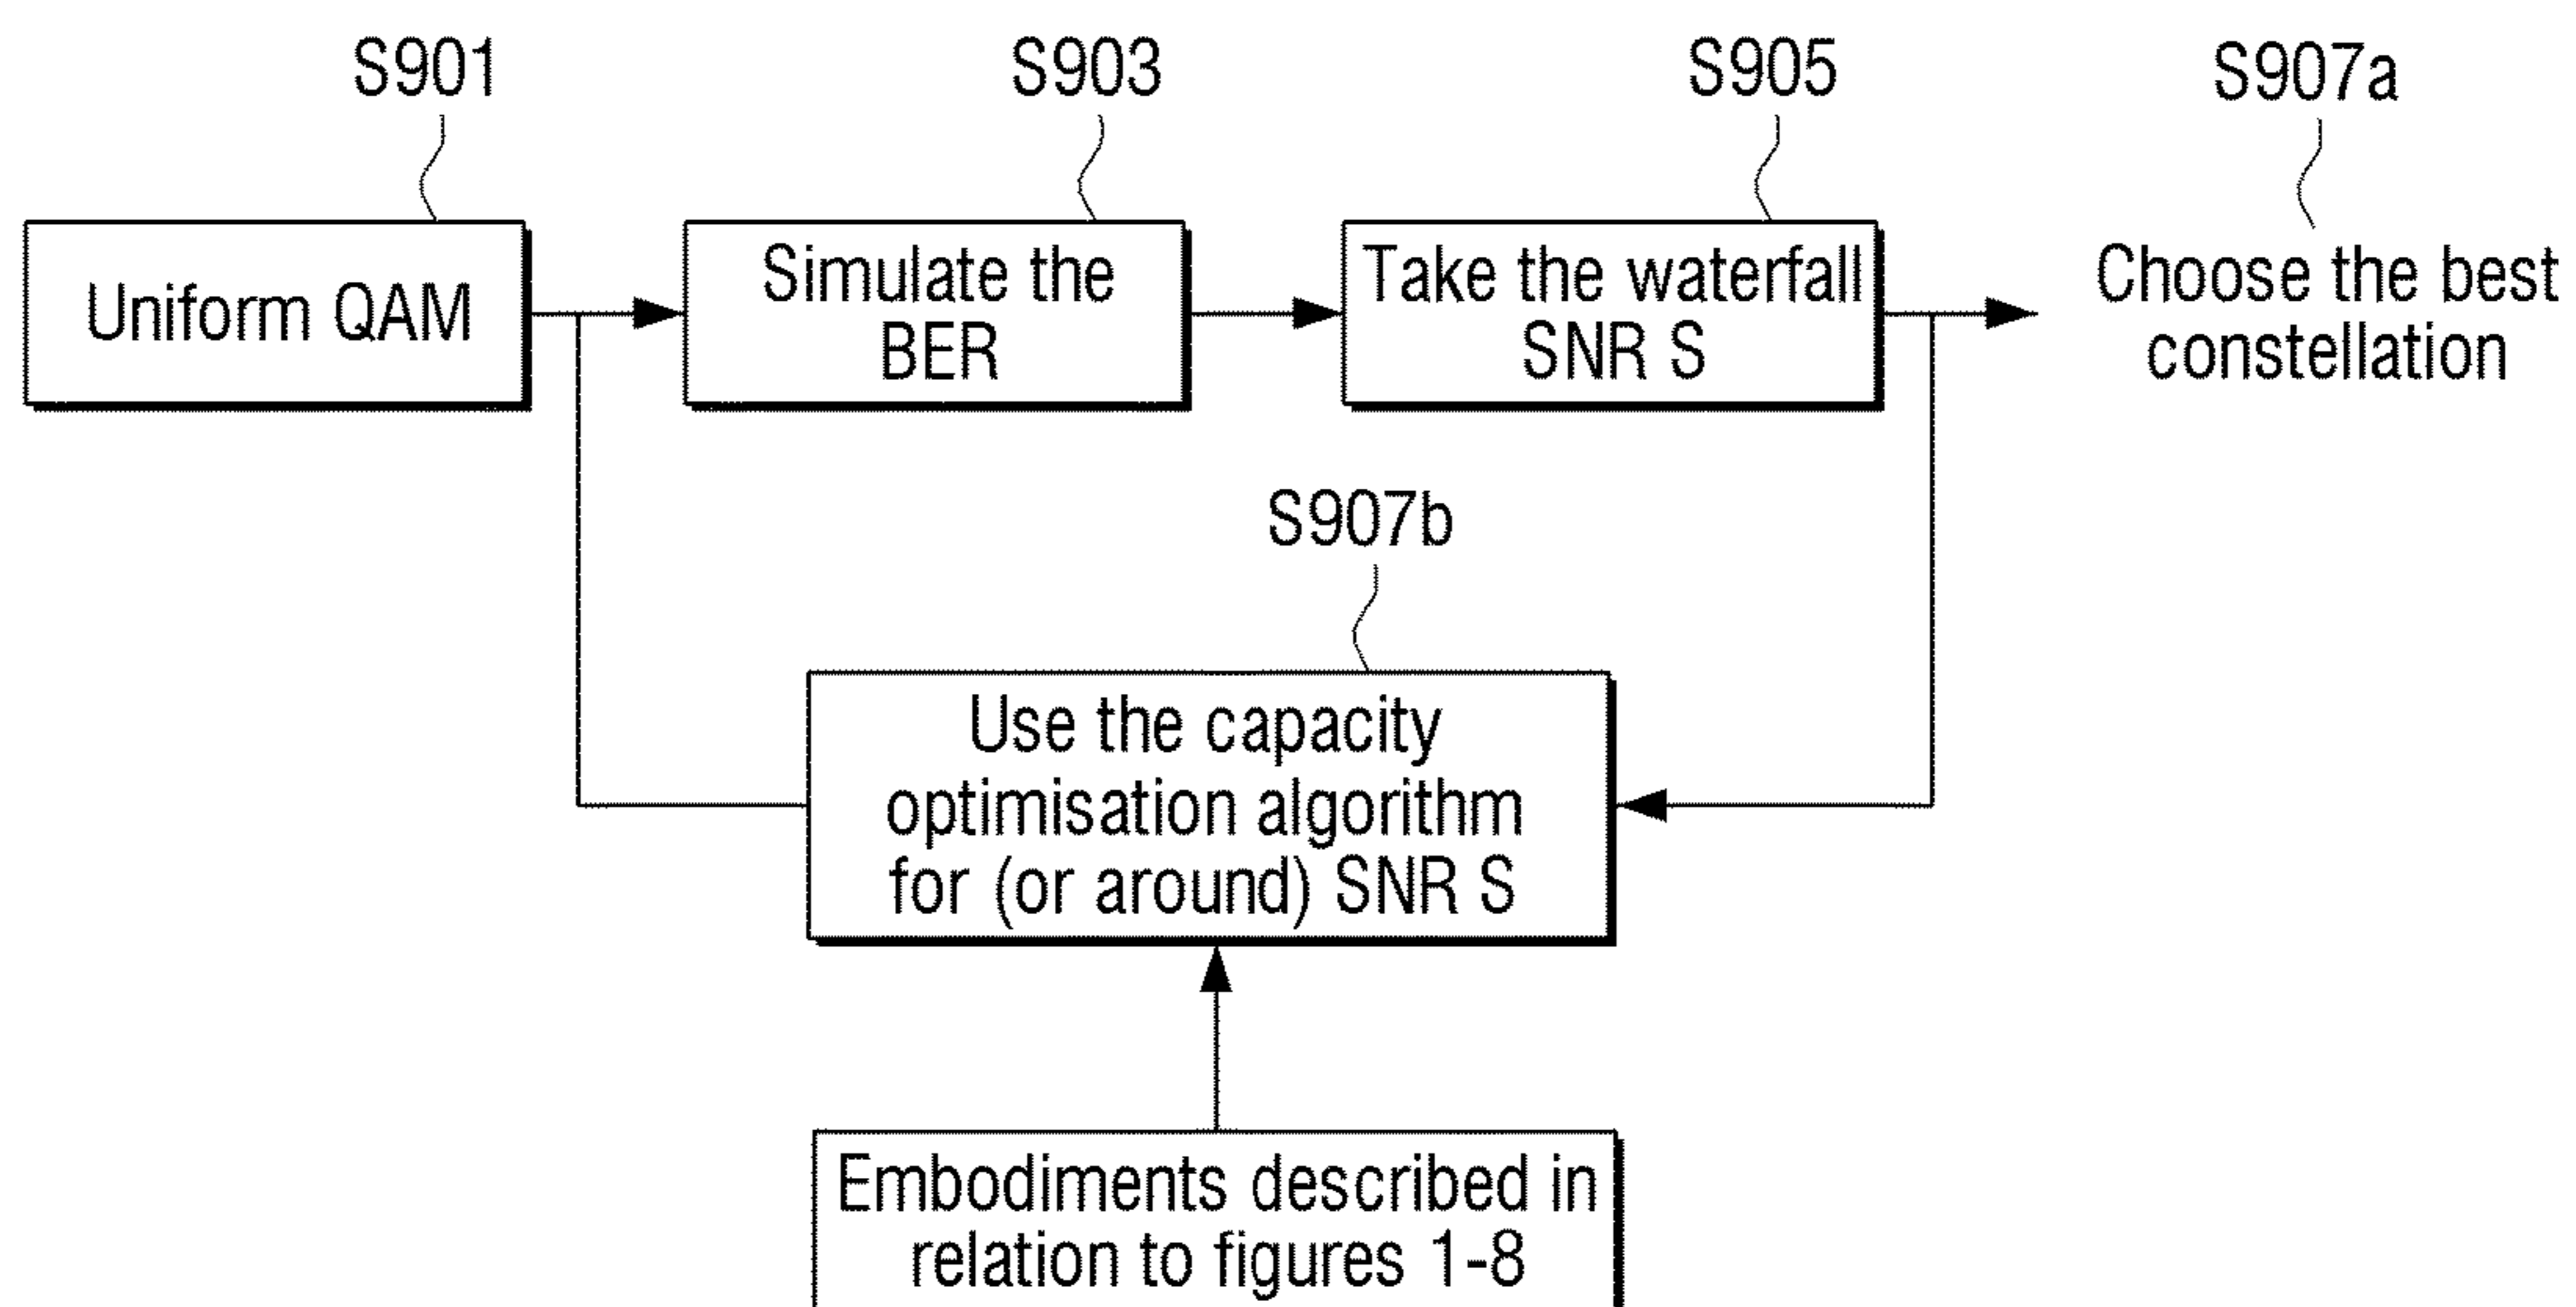 S901
S903
S905
S907a
Uniform QAM
Simulate the
BER
Take the waterfall
SNR S
Choose the best
constellation
S907b
Use the capacity
optimisation algorithm
for (or around) SNR S
Embodiments described in
relation to figures 1-8